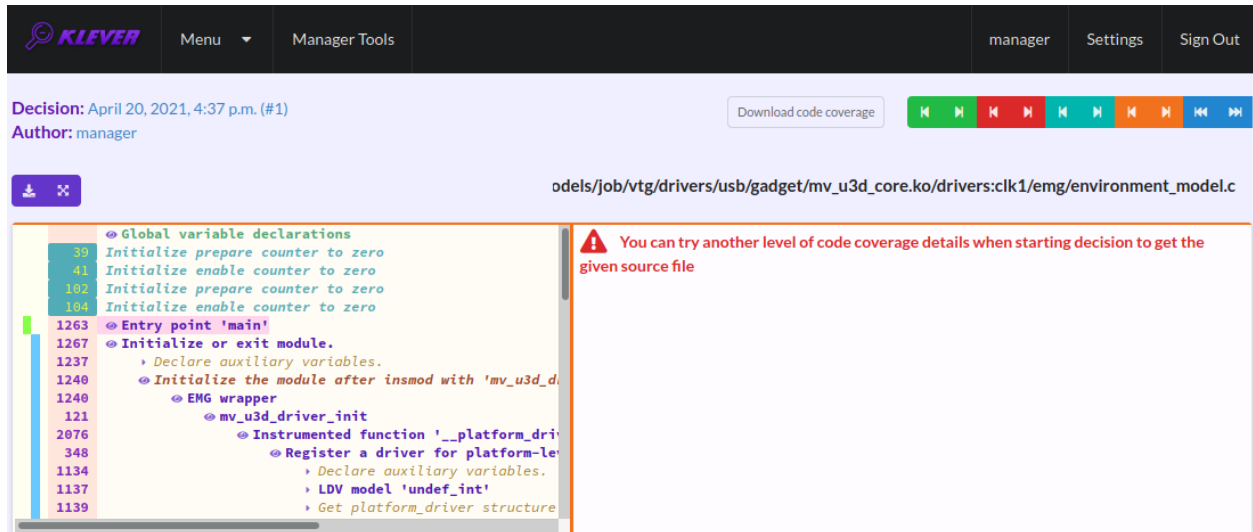 KLEVER Menu Manager Tools manager Settings Sign Out
Decision: April 20, 2021, 4:37 p.m. (#1)
Author: manager
Download code coverage
odels/job/vtg/drivers/usb/gadget/mv_u3d_core.ko/drivers:clk1/emg/environment_model.c
Global variable declarations
39 Initialize prepare counter to zero
41 Initialize enable counter to zero
102 Initialize prepare counter to zero
104 Initialize enable counter to zero
1263 Entry point 'main'
1267 Initialize or exit module.
1237 Declare auxiliary variables.
1240 Initialize the module after insmod with 'mv_u3d_d
1240 EMG wrapper
121 mv_u3d_driver_init
2076 Instrumented function '__platform_dri
348 Register a driver for platform-le
1134 Declare auxiliary variables.
1137 LDV model 'undef_int'
1139 Get platform_driver structure
You can try another level of code coverage details when starting decision to get the
given source file